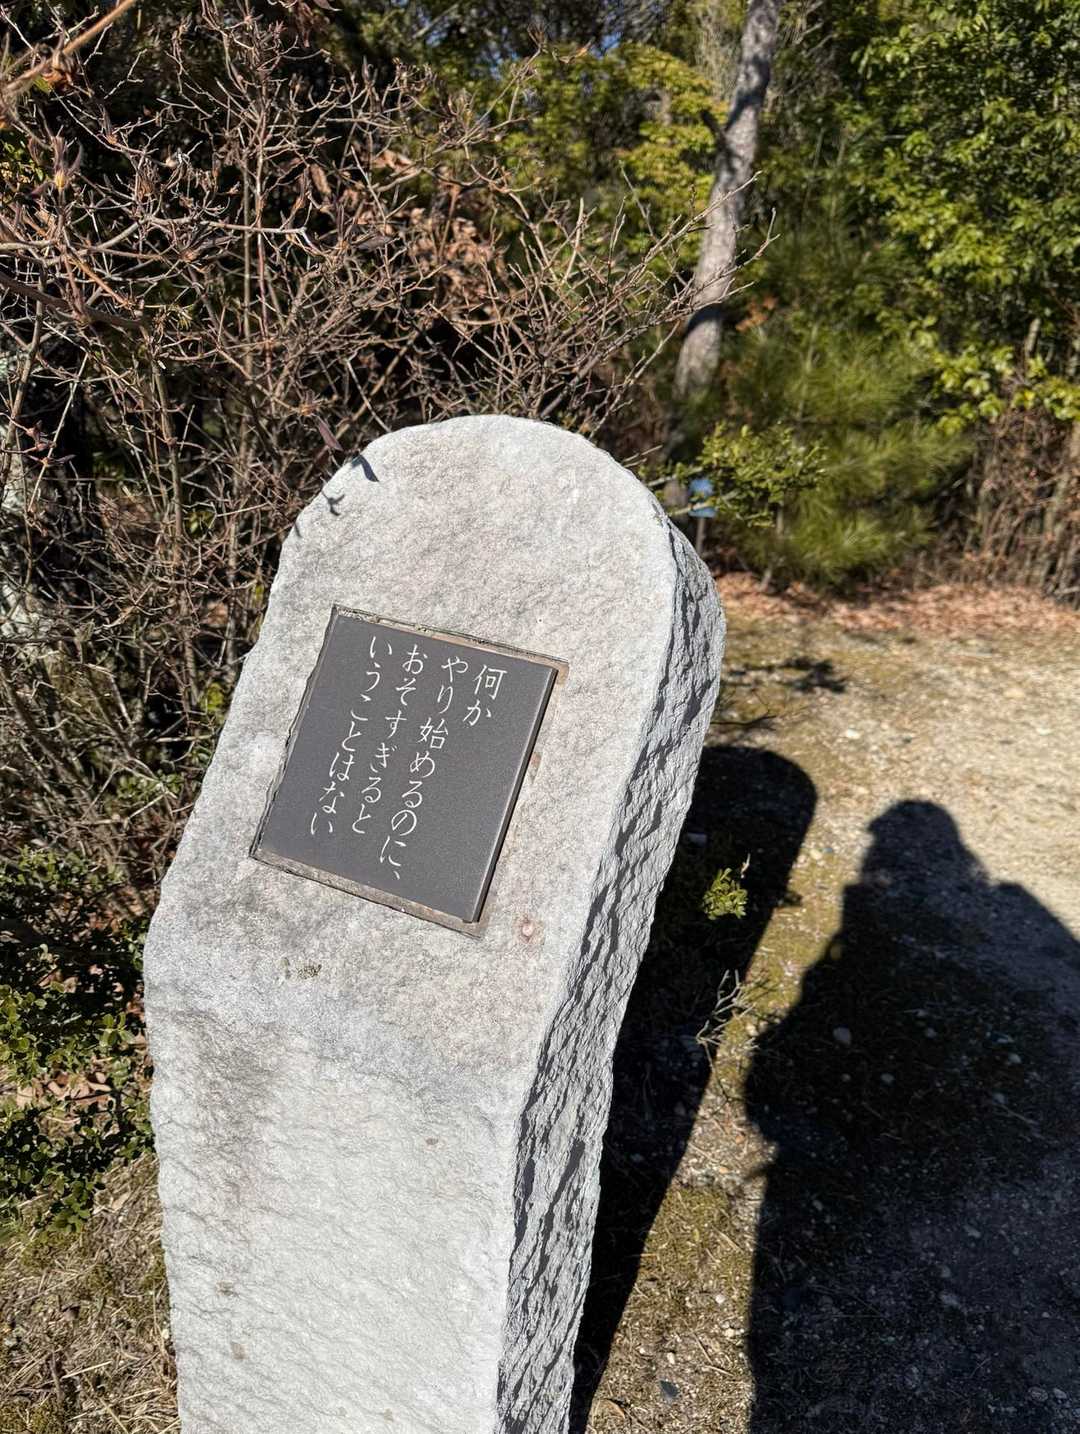 何か
やり始めるのに、
おそすぎると
いうことはない